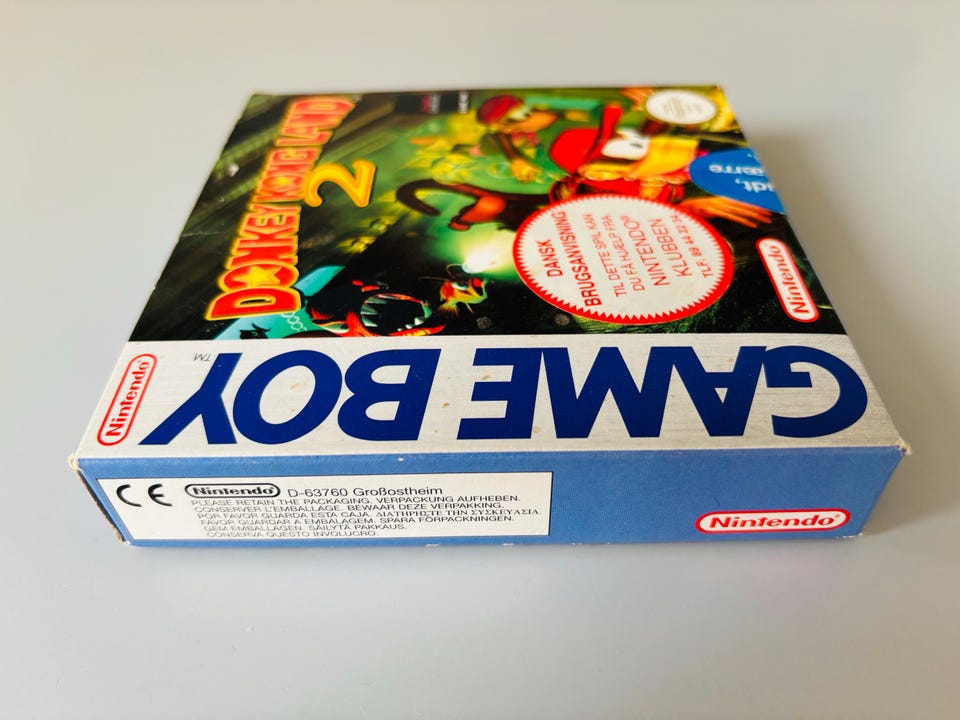 DONKEY KONG LAND
2
DANSK
BRUGSANVISNING
TIL DETTE SPIL KAN
DU FÅ HJÆLP FRA
NINTENDO®
KLUBBEN
Nintendo®
Nintendo®
GAME BOY
TM
CE
Nintendo® D-63760 Großostheim
PLEASE RETAIN THE PACKAGING. VERPACKUNG AUFHEBEN.
CONSERVER L'EMBALLAGE. BEWAAR DEZE VERPAKKING.
POR FAVOR GUARDA ESTA CAJA. ΔΙΑΤΗΡΗΣΤΕ ΤΗΝ ΣΥΣΚΕΥΑΣΙΑ.
FAVOR GUARDAR A EMBALAGEM. SPARA FÖRPACKNINGEN.
GEM EMBALLAGEN. SÄILYTÄ PAKKAUS.
CONSERVA QUESTO INVOLUCRO.
Nintendo®